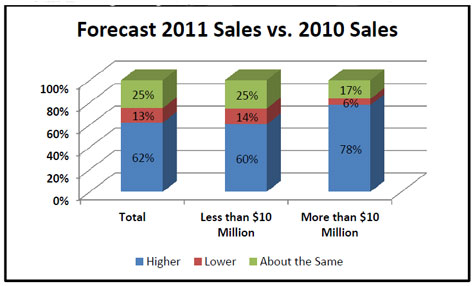 Forecast 2011 Sales vs. 2010 Sales
100%
80%
60%
40%
20%
0%
25%
13%
62%
25%
14%
60%
17%
6%
78%
Total
Less than $10
Million
More than $10
Million
Higher
Lower
About the Same